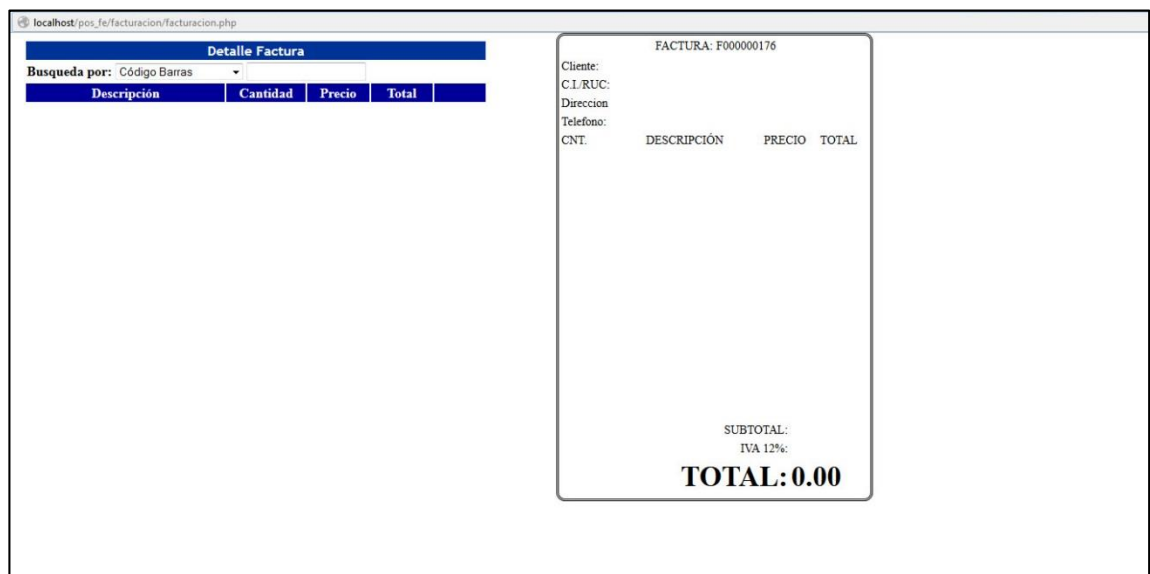 localhost/pos_fe/facturacion/facturacion.php
Detalle Factura
Busqueda por: Código Barras
Descripción Cantidad Precio Total
FACTURA: F000000176
Cliente:
C.I./RUC:
Direccion
Telefono:
CNT. DESCRIPCIÓN PRECIO TOTAL
SUBTOTAL:
IVA 12%:
TOTAL: 0.00